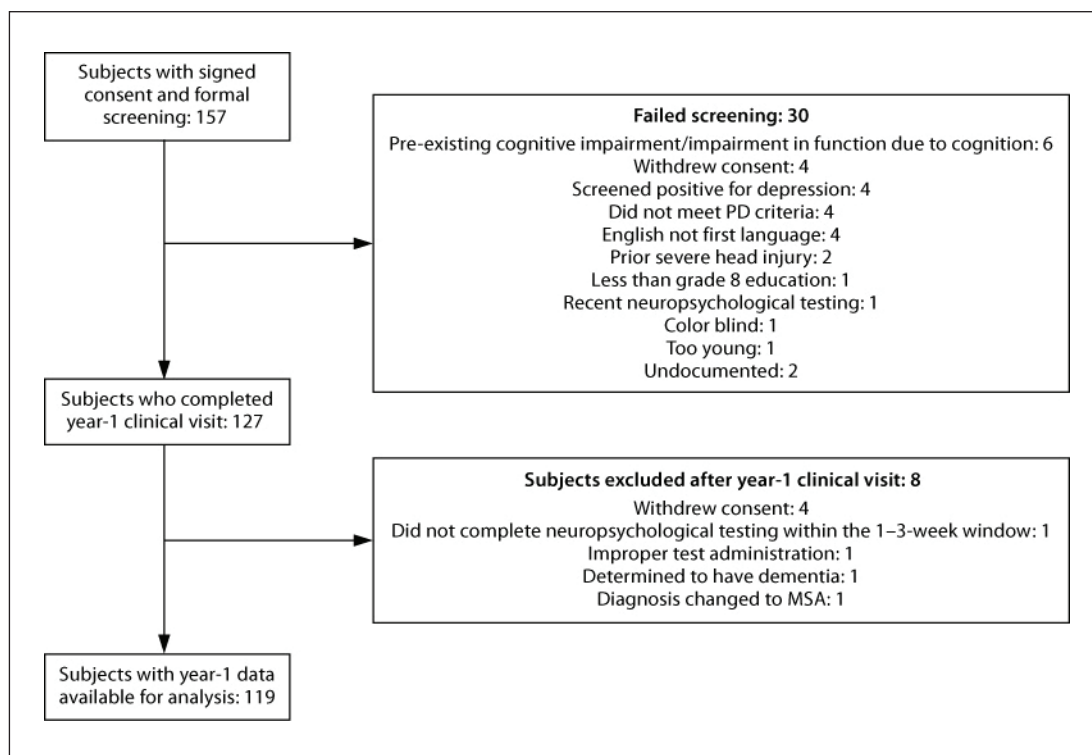 Subjects with signed
consent and formal
screening: 157
Failed screening: 30
Pre-existing cognitive impairment/impairment in function due to cognition: 6
Withdrew consent: 4
Screened positive for depression: 4
Did not meet PD criteria: 4
English not first language: 4
Prior severe head injury: 2
Less than grade 8 education: 1
Recent neuropsychological testing: 1
Color blind: 1
Too young: 1
Undocumented: 2
Subjects who completed
year-1 clinical visit: 127
Subjects excluded after year-1 clinical visit: 8
Withdrew consent: 4
Did not complete neuropsychological testing within the 1–3-week window: 1
Improper test administration: 1
Determined to have dementia: 1
Diagnosis changed to MSA: 1
Subjects with year-1 data
available for analysis: 119